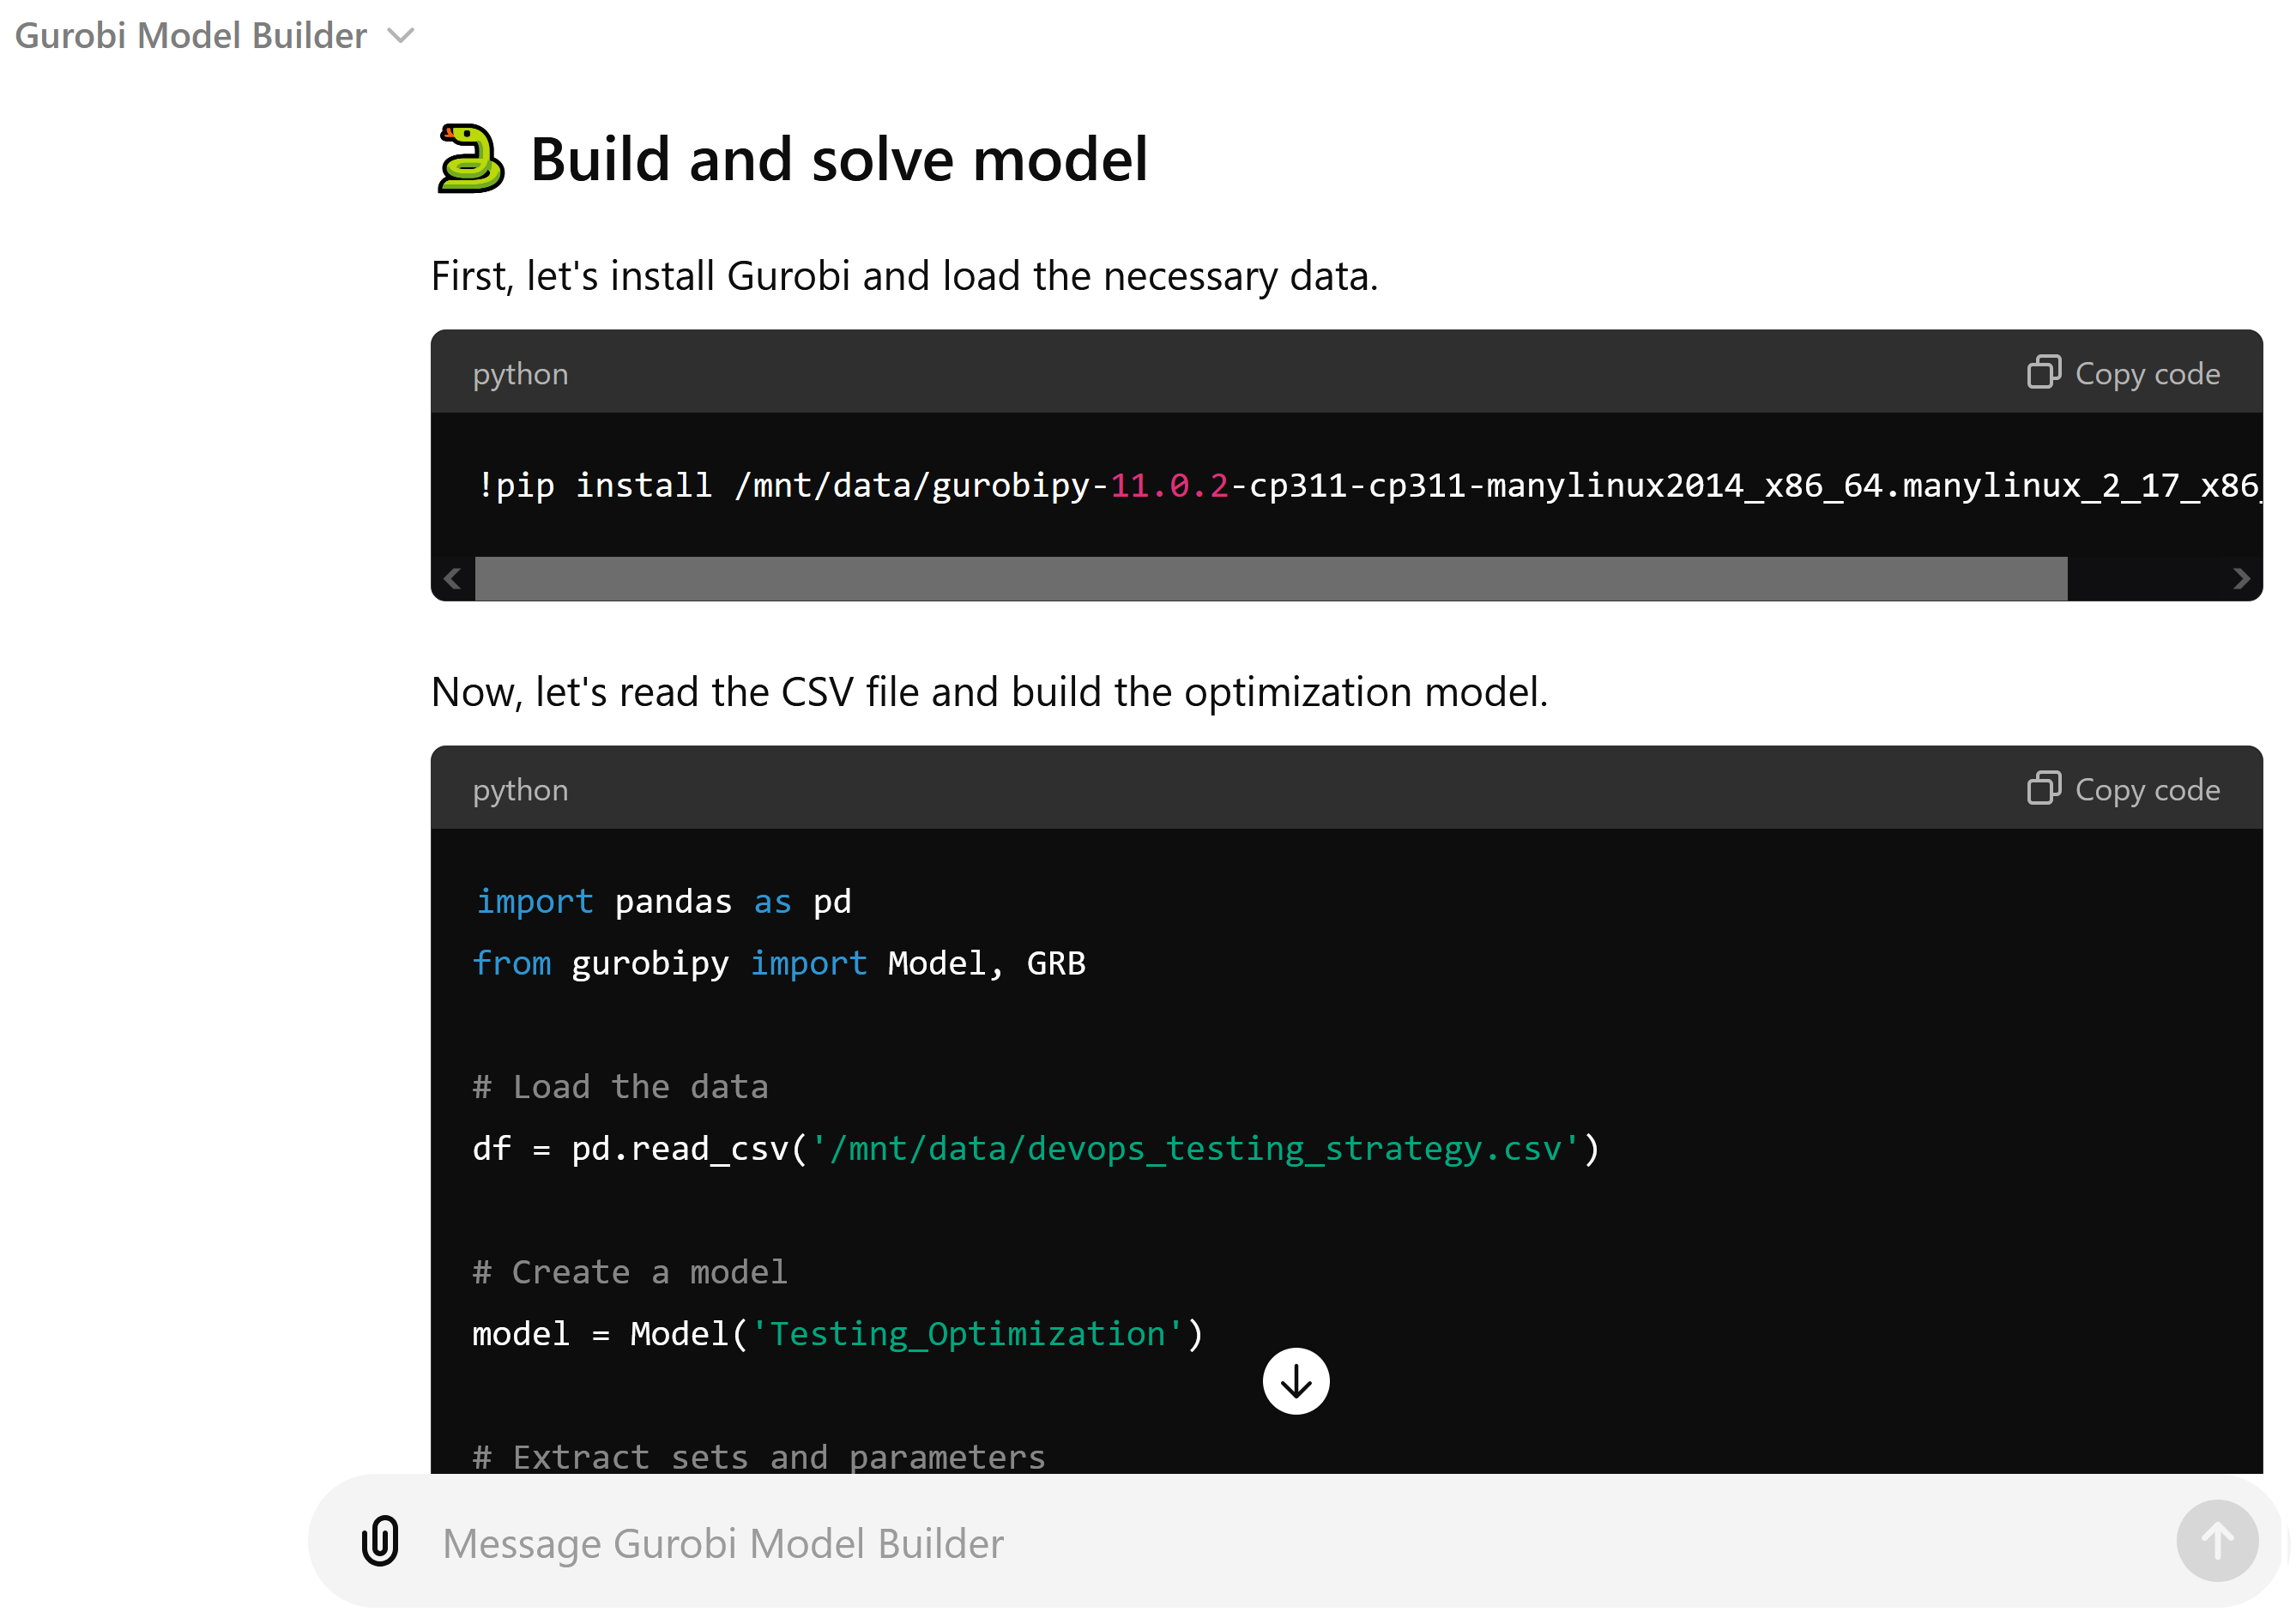 Gurobi Model Builder
Build and solve model
First, let's install Gurobi and load the necessary data.
python
Copy code
!pip install /mnt/data/gurobipy-11.0.2-cp311-cp311-manylinux2014_x86_64.manylinux_2_17_x86_
Now, let's read the CSV file and build the optimization model.
python
Copy code
import pandas as pd
from gurobipy import Model, GRB
# Load the data
df = pd.read_csv('/mnt/data/devops_testing_strategy.csv')
# Create a model
model = Model('Testing_Optimization')
# Extract sets and parameters
Message Gurobi Model Builder